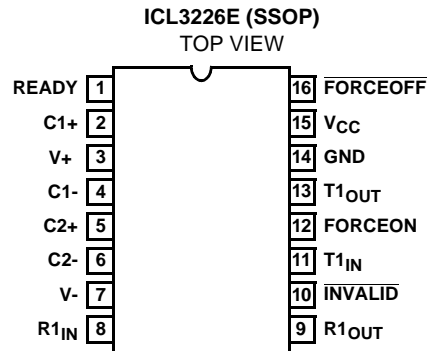 ICL3226E (SSOP)
TOP VIEW
READY 1
C1+ 2
V+ 3
C1- 4
C2+ 5
C2- 6
V- 7
R1IN 8
16 FORCEOFF
15 VCC
14 GND
13 T1OUT
12 FORCEON
11 T1IN
10 INVALID
9 R1OUT